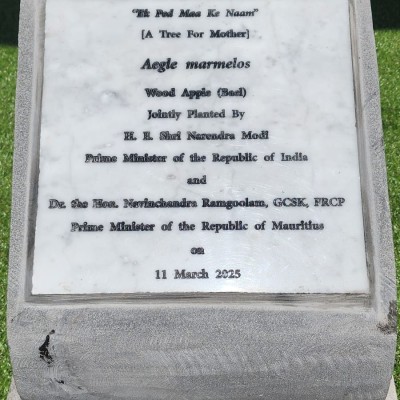 "Ek Ped Maa Ke Naam"
[A Tree For Mother]
Aegle marmelos
Wood Apple (Bael)
Jointly Planted By
H. E. Shri Narendra Modi
Prime Minister of the Republic of India
and
Dr. the Hon. Navinchandra Ramgoolam, GCSK, FRCP
Prime Minister of the Republic of Mauritius
on
11 March 2025